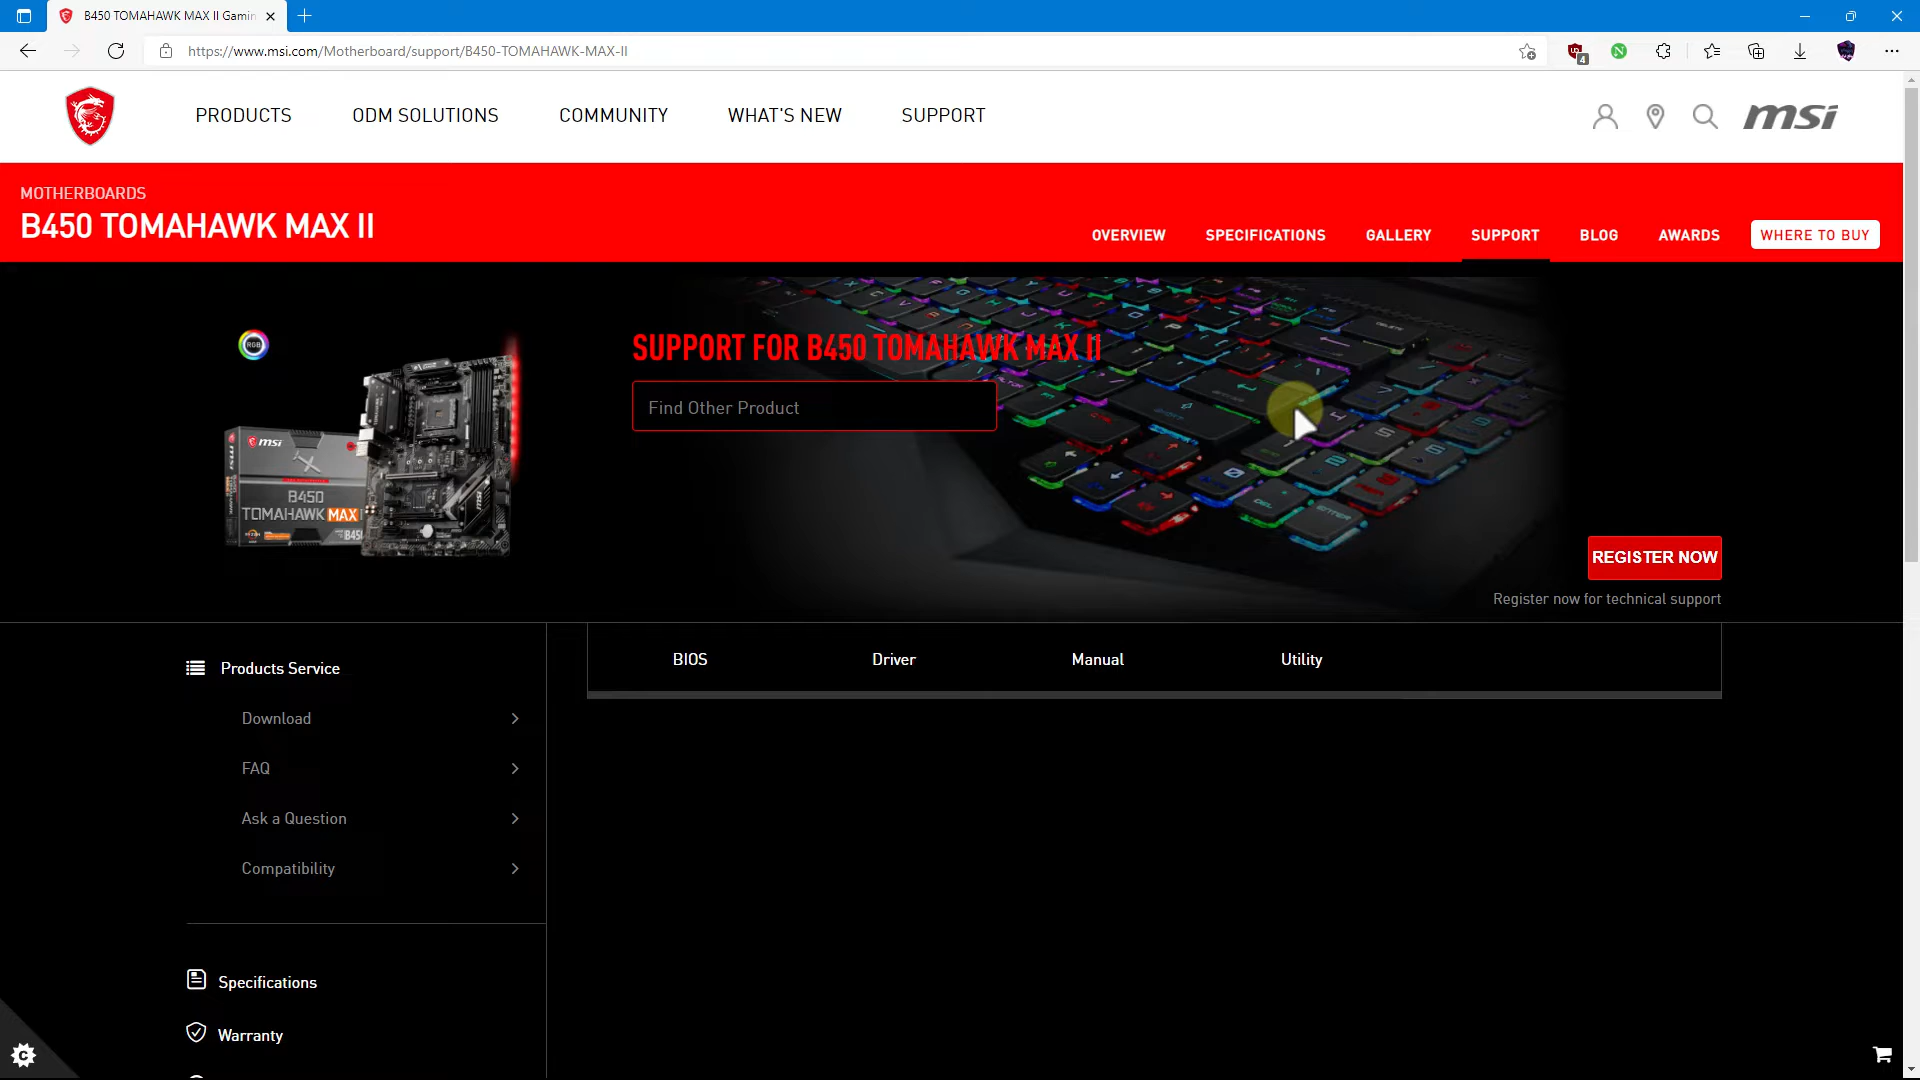 B450 TOMAHAWK MAX II Gamin
https://www.msi.com/Motherboard/support/B450-TOMAHAWK-MAX-II
4
PRODUCTS
ODM SOLUTIONS
COMMUNITY
WHAT'S NEW
SUPPORT
msi
MOTHERBOARDS
B450 TOMAHAWK MAX II
OVERVIEW
SPECIFICATIONS
GALLERY
SUPPORT
BLOG
AWARDS
WHERE TO BUY
RGB
SUPPORT FOR B450 TOMAHAWK MAX II
Find Other Product
msi
B450
TOMAHAWK MAX
REGISTER NOW
Register now for technical support
Products Service
Download
FAQ
Ask a Question
Compatibility
Specifications
Warranty
BIOS
Driver
Manual
Utility